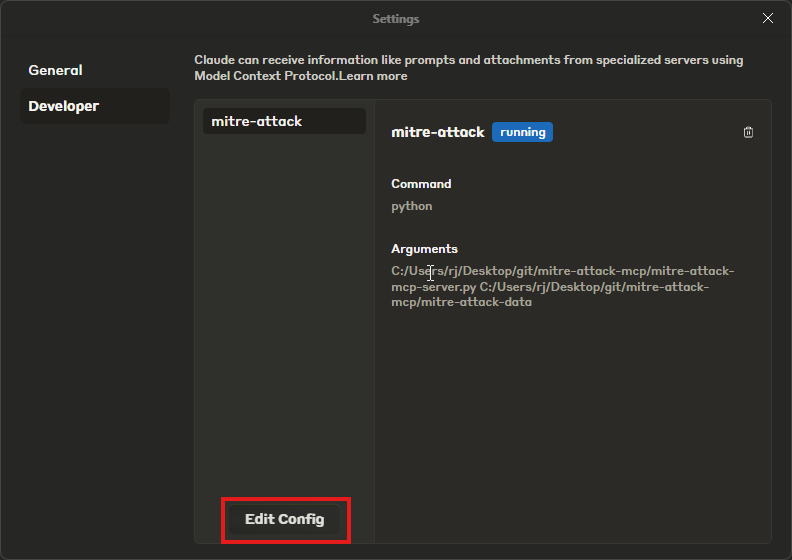 Settings
General
Developer
Claude can receive information like prompts and attachments from specialized servers using
Model Context Protocol.Learn more
mitre-attack
Edit Config
mitre-attack running
Command
python
Arguments
C:/Users/rj/Desktop/git/mitre-attack-mcp/mitre-attack-
mcp-server.py C:/Users/rj/Desktop/git/mitre-attack-
mcp/mitre-attack-data